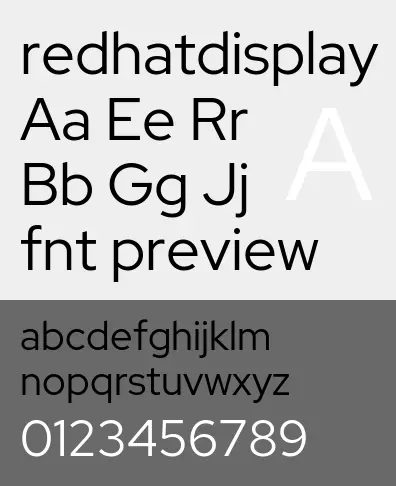 redhatdisplay
Aa Ee Rr
A
Bb Gg Jj
fnt preview
abcdefghijklm
nopqrstuvwxyz
0123456789